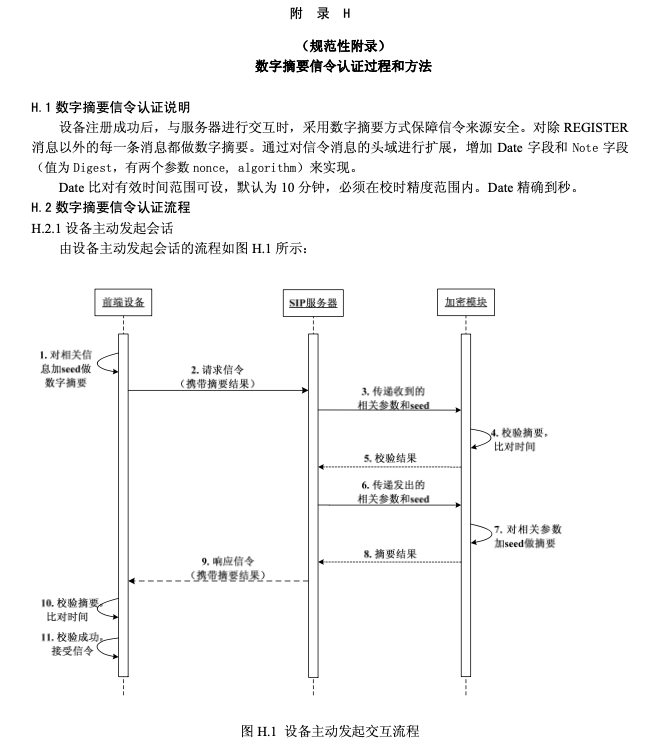 附 录 H
（规范性附录）
数字摘要信令认证过程和方法
H.1 数字摘要信令认证说明
设备注册成功后，与服务器进行交互时，采用数字摘要方式保障信令来源安全。对除 REGISTER
消息以外的每一条消息都做数字摘要。通过对信令消息的头域进行扩展，增加 Date 字段和 Note 字段
（值为 Digest，有两个参数 nonce, algorithm）来实现。
Date 比对有效时间范围可设，默认为 10 分钟，必须在校时精度范围内。Date 精确到秒。
H.2 数字摘要信令认证流程
H.2.1 设备主动发起会话
由设备主动发起会话的流程如图 H.1 所示：
前端设备
SIP服务器
加密模块
1. 对相关信
息加seed做
数字摘要
2. 请求信令
（携带摘要结果）
3. 传递收到的
相关参数和seed
4. 校验摘要，
比对时间
5. 校验结果
6. 传递发出的
相关参数和seed
7. 对相关参数
加seed做摘要
8. 摘要结果
9. 响应信令
（携带摘要结果）
10. 校验摘要，
比对时间
11. 校验成功，
接受信令
图 H.1 设备主动发起交互流程